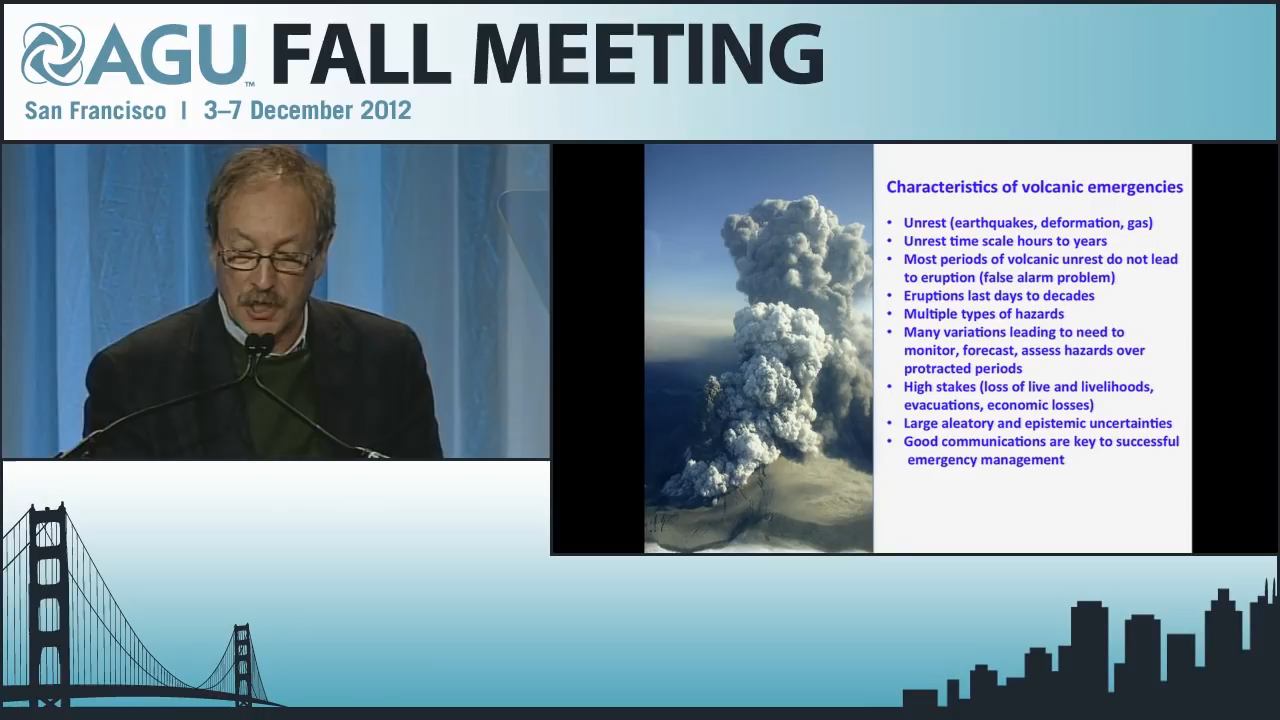 AGU™ FALL MEETING
San Francisco | 3–7 December 2012
Characteristics of volcanic emergencies
• Unrest (earthquakes, deformation, gas)
• Unrest time scale hours to years
• Most periods of volcanic unrest do not lead
to eruption (false alarm problem)
• Eruptions last days to decades
• Multiple types of hazards
• Many variations leading to need to
monitor, forecast, assess hazards over
protracted periods
• High stakes (loss of live and livelihoods,
evacuations, economic losses)
• Large aleatory and epistemic uncertainties
• Good communications are key to successful
emergency management